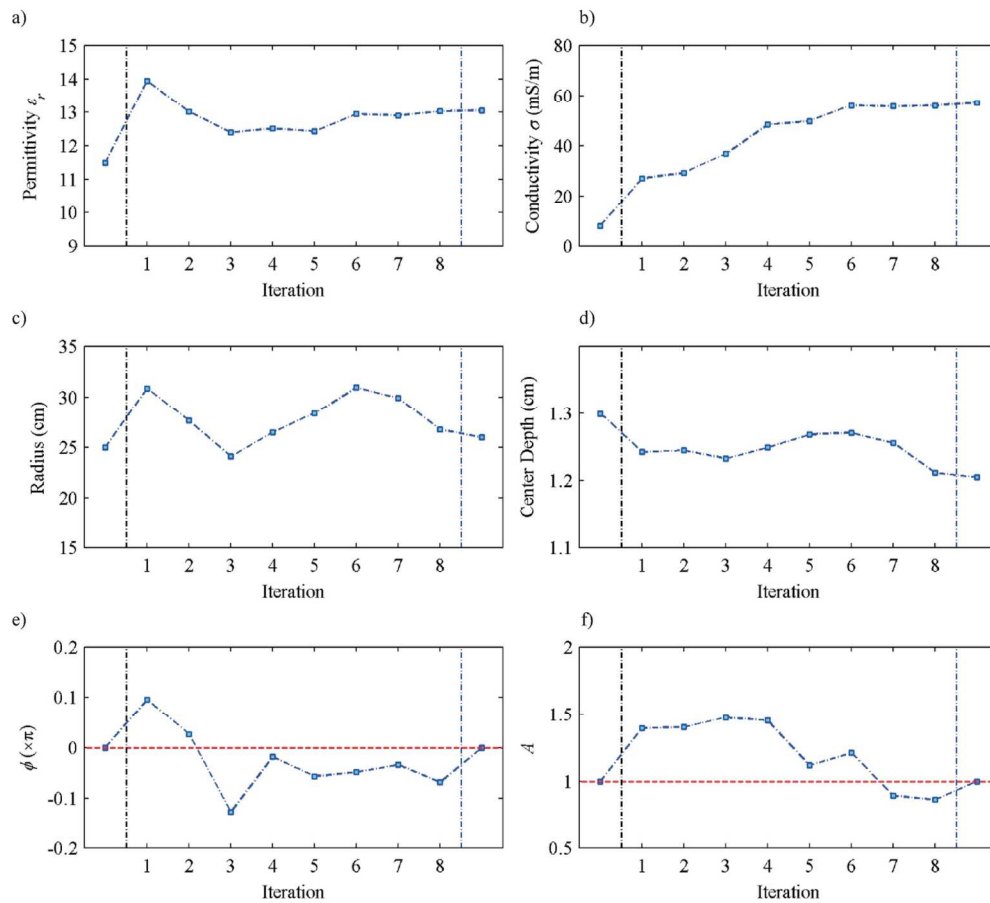 a)
15
14
13
12
11
10
9
Permittivity εr
1 2 3 4 5 6 7 8
Iteration
b)
80
60
40
20
0
Conductivity σ (mS/m)
1 2 3 4 5 6 7 8
Iteration
c)
35
30
25
20
15
Radius (cm)
1 2 3 4 5 6 7 8
Iteration
d)
1.3
1.2
1.1
Center Depth (cm)
1 2 3 4 5 6 7 8
Iteration
e)
0.2
0.1
0
-0.1
-0.2
ϕ (×π)
1 2 3 4 5 6 7 8
Iteration
f)
2
1.5
1
0.5
A
1 2 3 4 5 6 7 8
Iteration